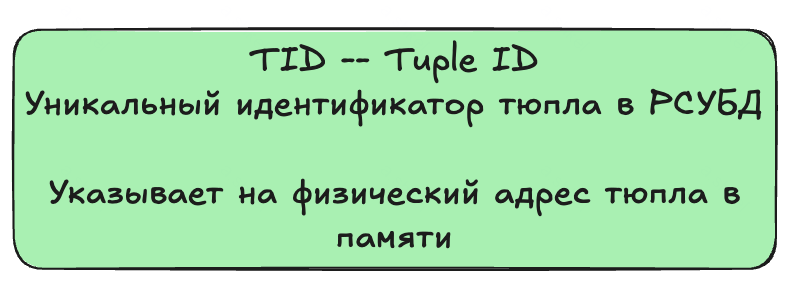 TID -- Tuple ID
Уникальный идентификатор тюпла в РСУБД
Указывает на физический адрес тюпла в
памяти